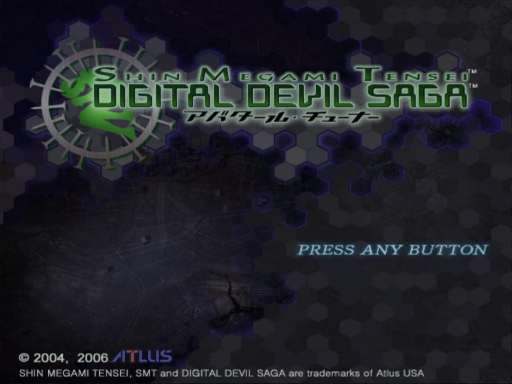 SHIN MEGAMI TENSEI™
DIGITAL DEVIL SAGA™
アバタール・チューナー
PRESS ANY BUTTON
© 2004, 2006 ATLUS
SHIN MEGAMI TENSEI, SMT and DIGITAL DEVIL SAGA are trademarks of Atlus USA